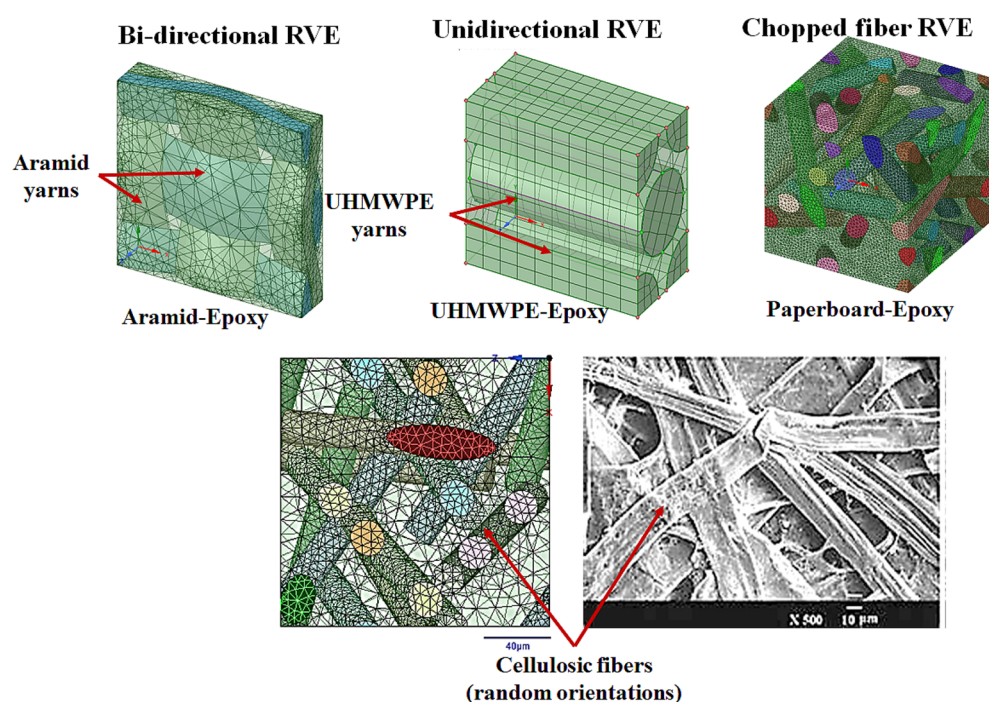 Bi-directional RVE
Unidirectional RVE
Chopped fiber RVE
Aramid
yarns
UHMWPE
yarns
Aramid-Epoxy
UHMWPE-Epoxy
Paperboard-Epoxy
Z
X
X 500 10 µm
40µm
Cellulosic fibers
(random orientations)